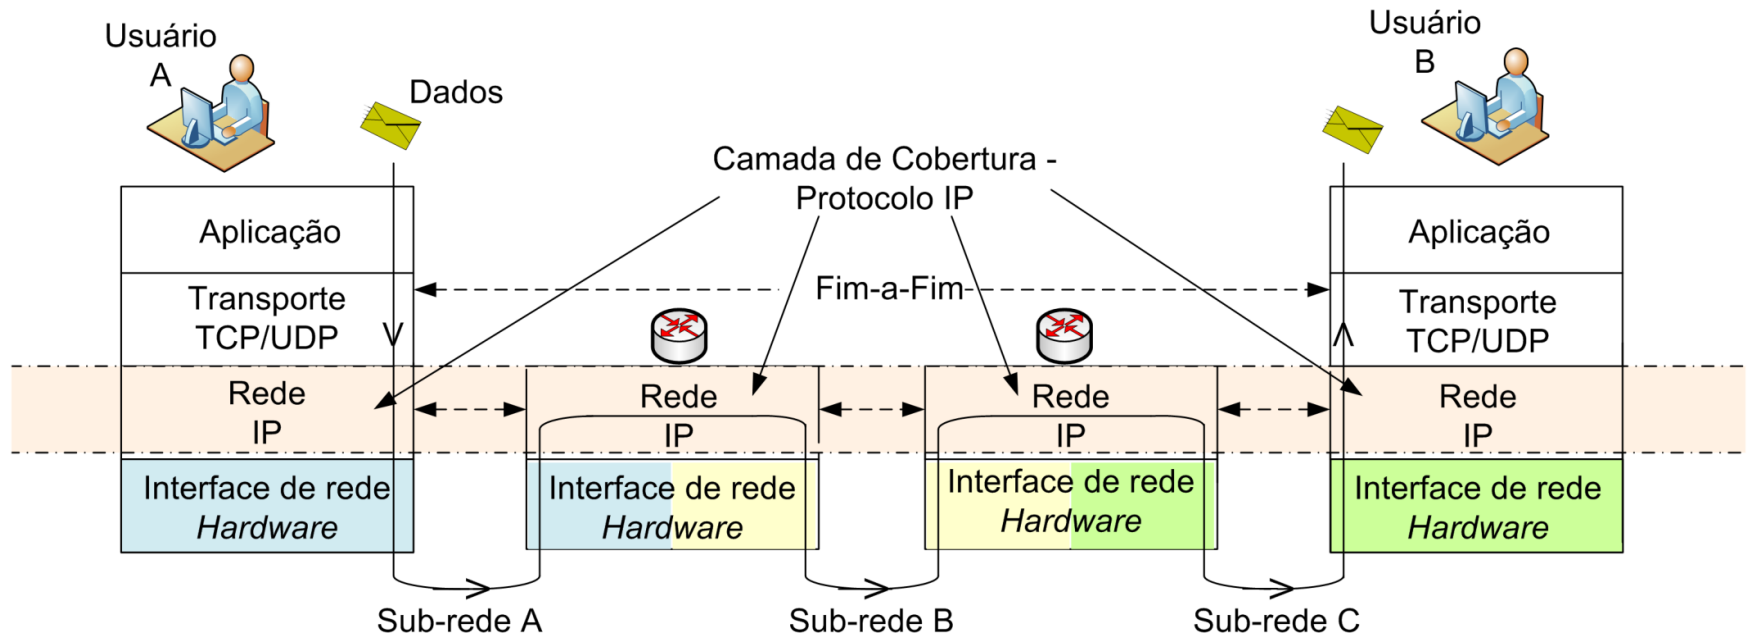 Usuário
A
Dados
Usuário
B
Camada de Cobertura -
Protocolo IP
Aplicação
Aplicação
Fim-a-Fim
Transporte
TCP/UDP
Transporte
TCP/UDP
Rede
IP
Rede
IP
Rede
IP
Rede
IP
Interface de rede
Hardware
Interface de rede
Hardware
Interface de rede
Hardware
Interface de rede
Hardware
Sub-rede A
Sub-rede B
Sub-rede C